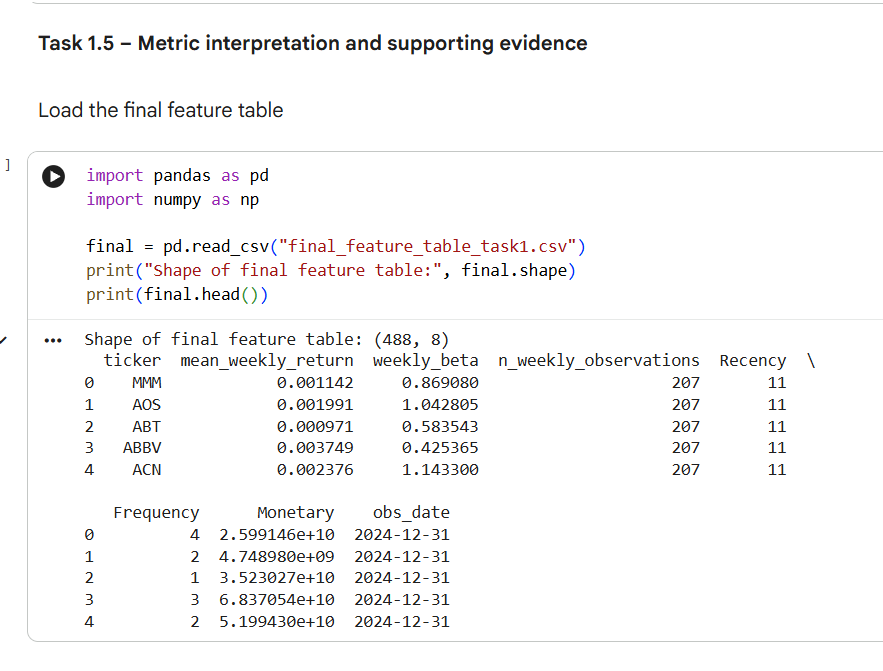 Task 1.5 – Metric interpretation and supporting evidence
Load the final feature table
]
import pandas as pd
import numpy as np
final = pd.read_csv("final_feature_table_task1.csv")
print("Shape of final feature table:", final.shape)
print(final.head())
Shape of final feature table: (488, 8)
  ticker  mean_weekly_return  weekly_beta  n_weekly_observations  Recency  \
0    MMM            0.001142     0.869080                    207       11
1    AOS            0.001991     1.042805                    207       11
2    ABT            0.000971     0.583543                    207       11
3   ABBV            0.003749     0.425365                    207       11
4    ACN            0.002376     1.143300                    207       11
   Frequency      Monetary    obs_date
0          4  2.599146e+10  2024-12-31
1          2  4.748980e+09  2024-12-31
2          1  3.523027e+10  2024-12-31
3          3  6.837054e+10  2024-12-31
4          2  5.199430e+10  2024-12-31